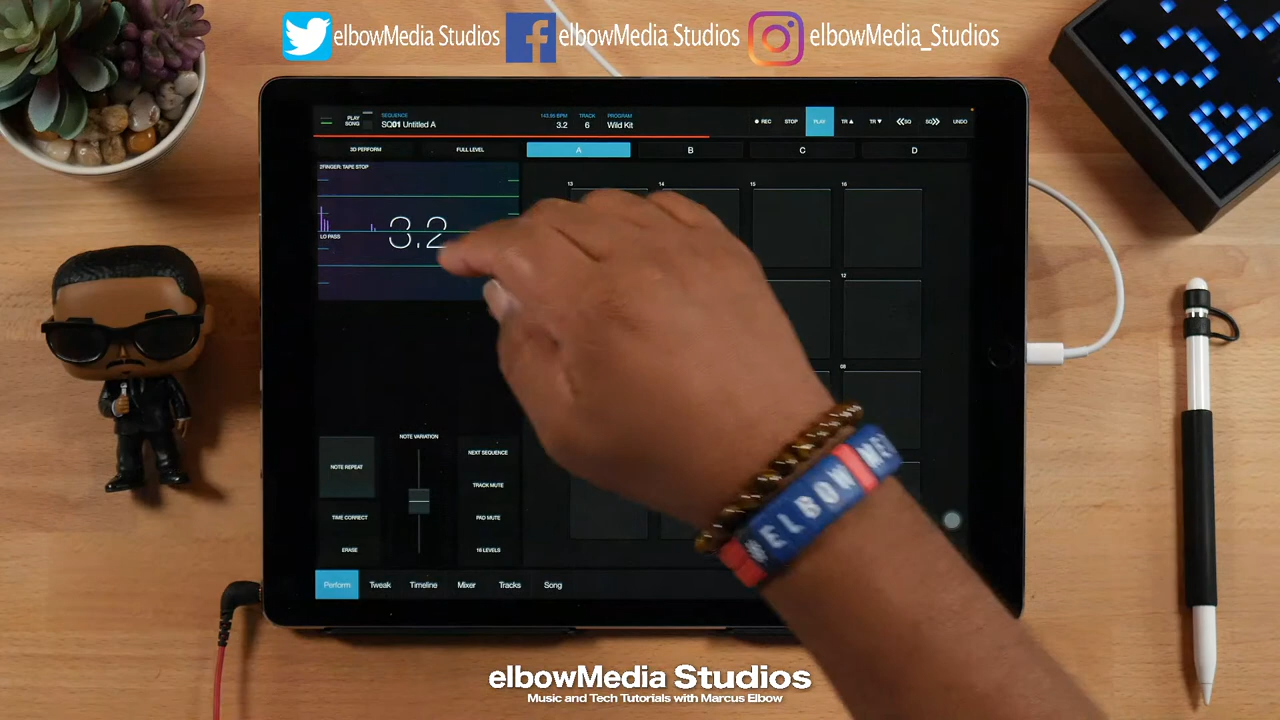 elbowMedia Studios
elbowMedia Studios
elbowMedia_Studios
PLAY
SONG
SEQUENCE
SQ01 Untitled A
143.85 BPM
3.2
TRACK
6
PROGRAM
Wild Kit
REC
STOP
PLAY
TR▲
TR▼
SQ
SQ
UNDO
3D PERFORM
FULL LEVEL
A
B
C
D
2FINGER: TAPE STOP
3.2
LO PASS
13
14
15
16
12
08
NOTE REPEAT
NOTE VARIATION
NEXT SEQUENCE
TRACK MUTE
TIME CORRECT
PAD MUTE
ERASE
16 LEVELS
Perform
Tweak
Timeline
Mixer
Tracks
Song
ELBOW
elbowMedia Studios
Music and Tech Tutorials with Marcus Elbow